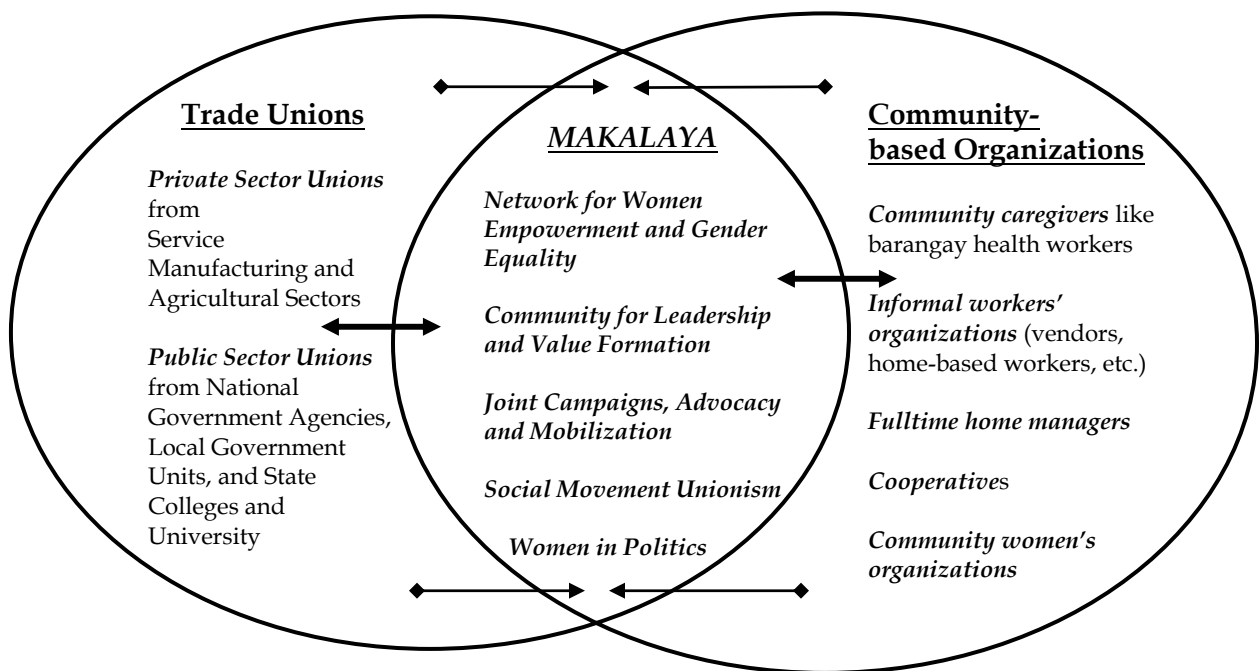 Trade Unions
Private Sector Unions
from
Service
Manufacturing and
Agricultural Sectors
Public Sector Unions
from National
Government Agencies,
Local Government
Units, and State
Colleges and
University
MAKALAYA
Network for Women
Empowerment and Gender
Equality
Community for Leadership
and Value Formation
Joint Campaigns, Advocacy
and Mobilization
Social Movement Unionism
Women in Politics
Community-
based Organizations
Community caregivers like
barangay health workers
Informal workers’
organizations (vendors,
home-based workers, etc.)
Fulltime home managers
Cooperatives
Community women’s
organizations